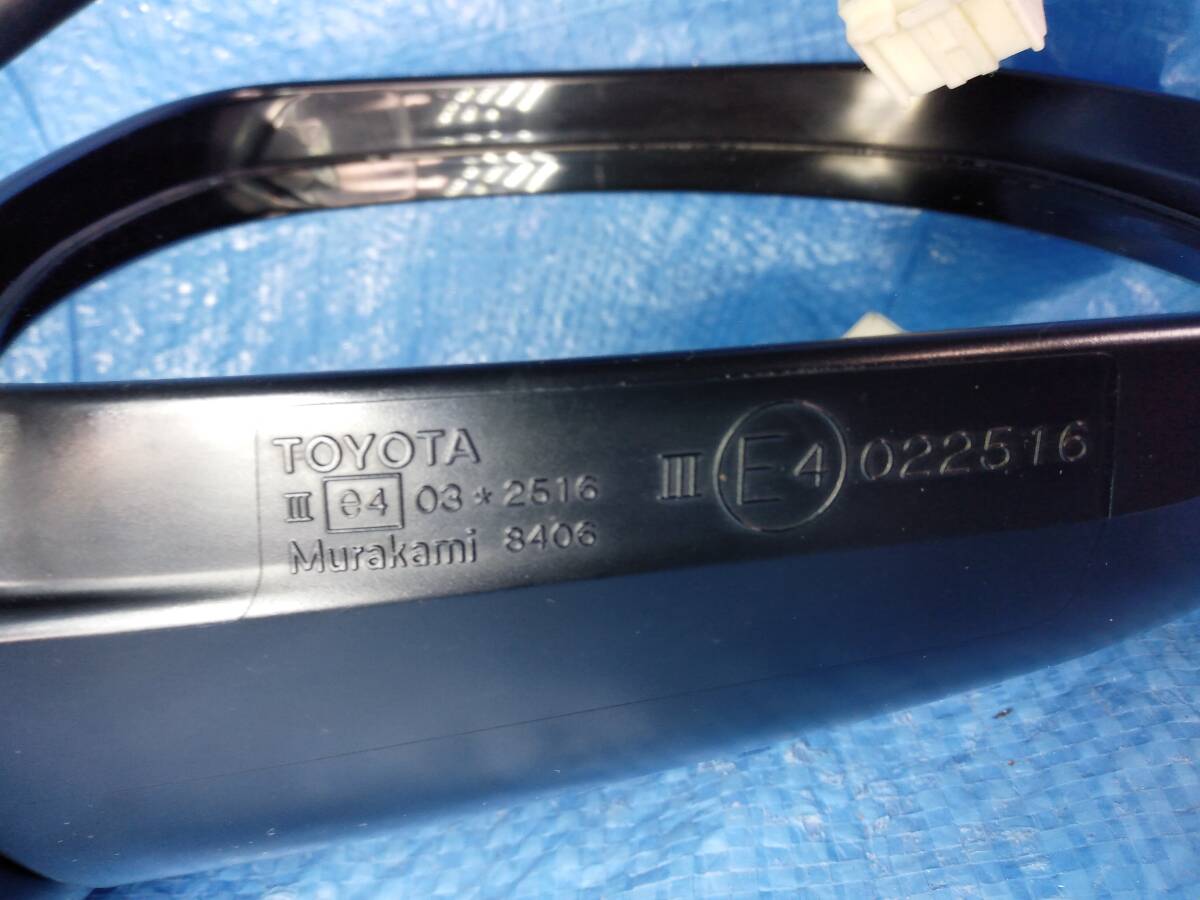 TOYOTA
III e4 03*2516
Murakami 8406
III E4 022516